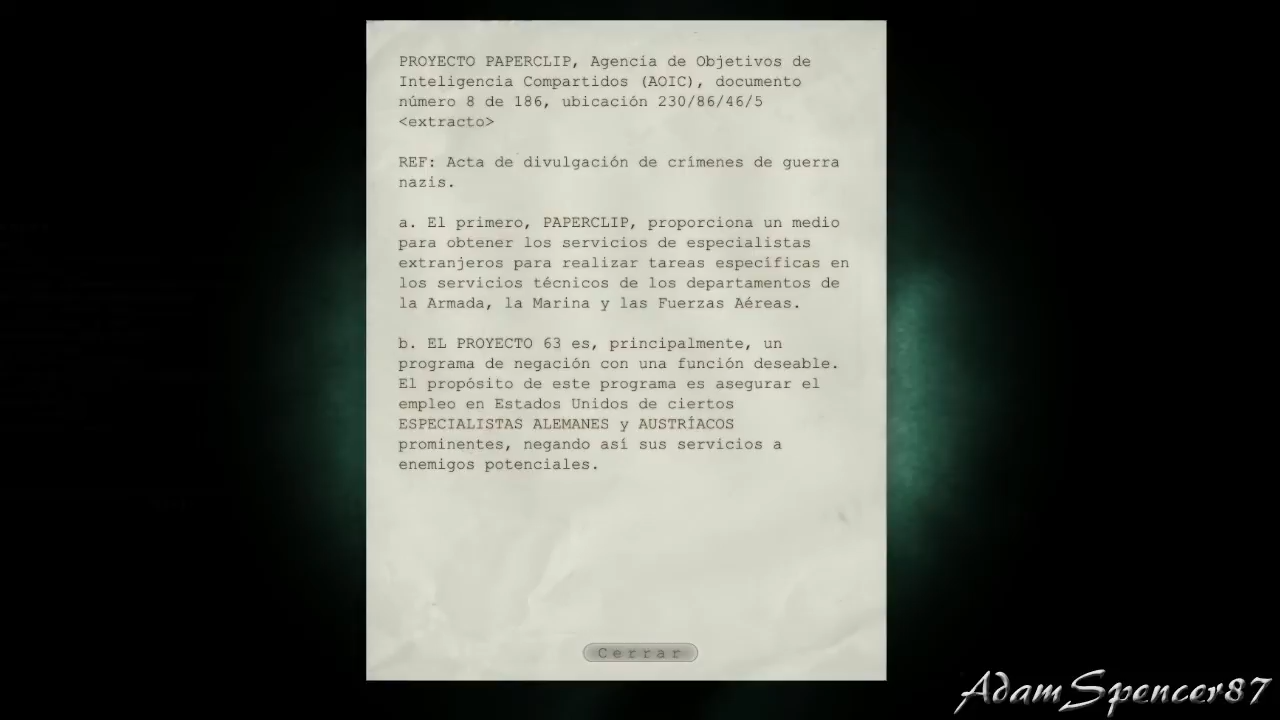 PROYECTO PAPERCLIP, Agencia de Objetivos de
Inteligencia Compartidos (AOIC), documento
número 8 de 186, ubicación 230/86/46/5
<extracto>
REF: Acta de divulgación de crímenes de guerra
nazis.
a. El primero, PAPERCLIP, proporciona un medio
para obtener los servicios de especialistas
extranjeros para realizar tareas específicas en
los servicios técnicos de los departamentos de
la Armada, la Marina y las Fuerzas Aéreas.
b. EL PROYECTO 63 es, principalmente, un
programa de negación con una función deseable.
El propósito de este programa es asegurar el
empleo en Estados Unidos de ciertos
ESPECIALISTAS ALEMANES y AUSTRÍACOS
prominentes, negando así sus servicios a
enemigos potenciales.
Cerrar
AdamSpencer87